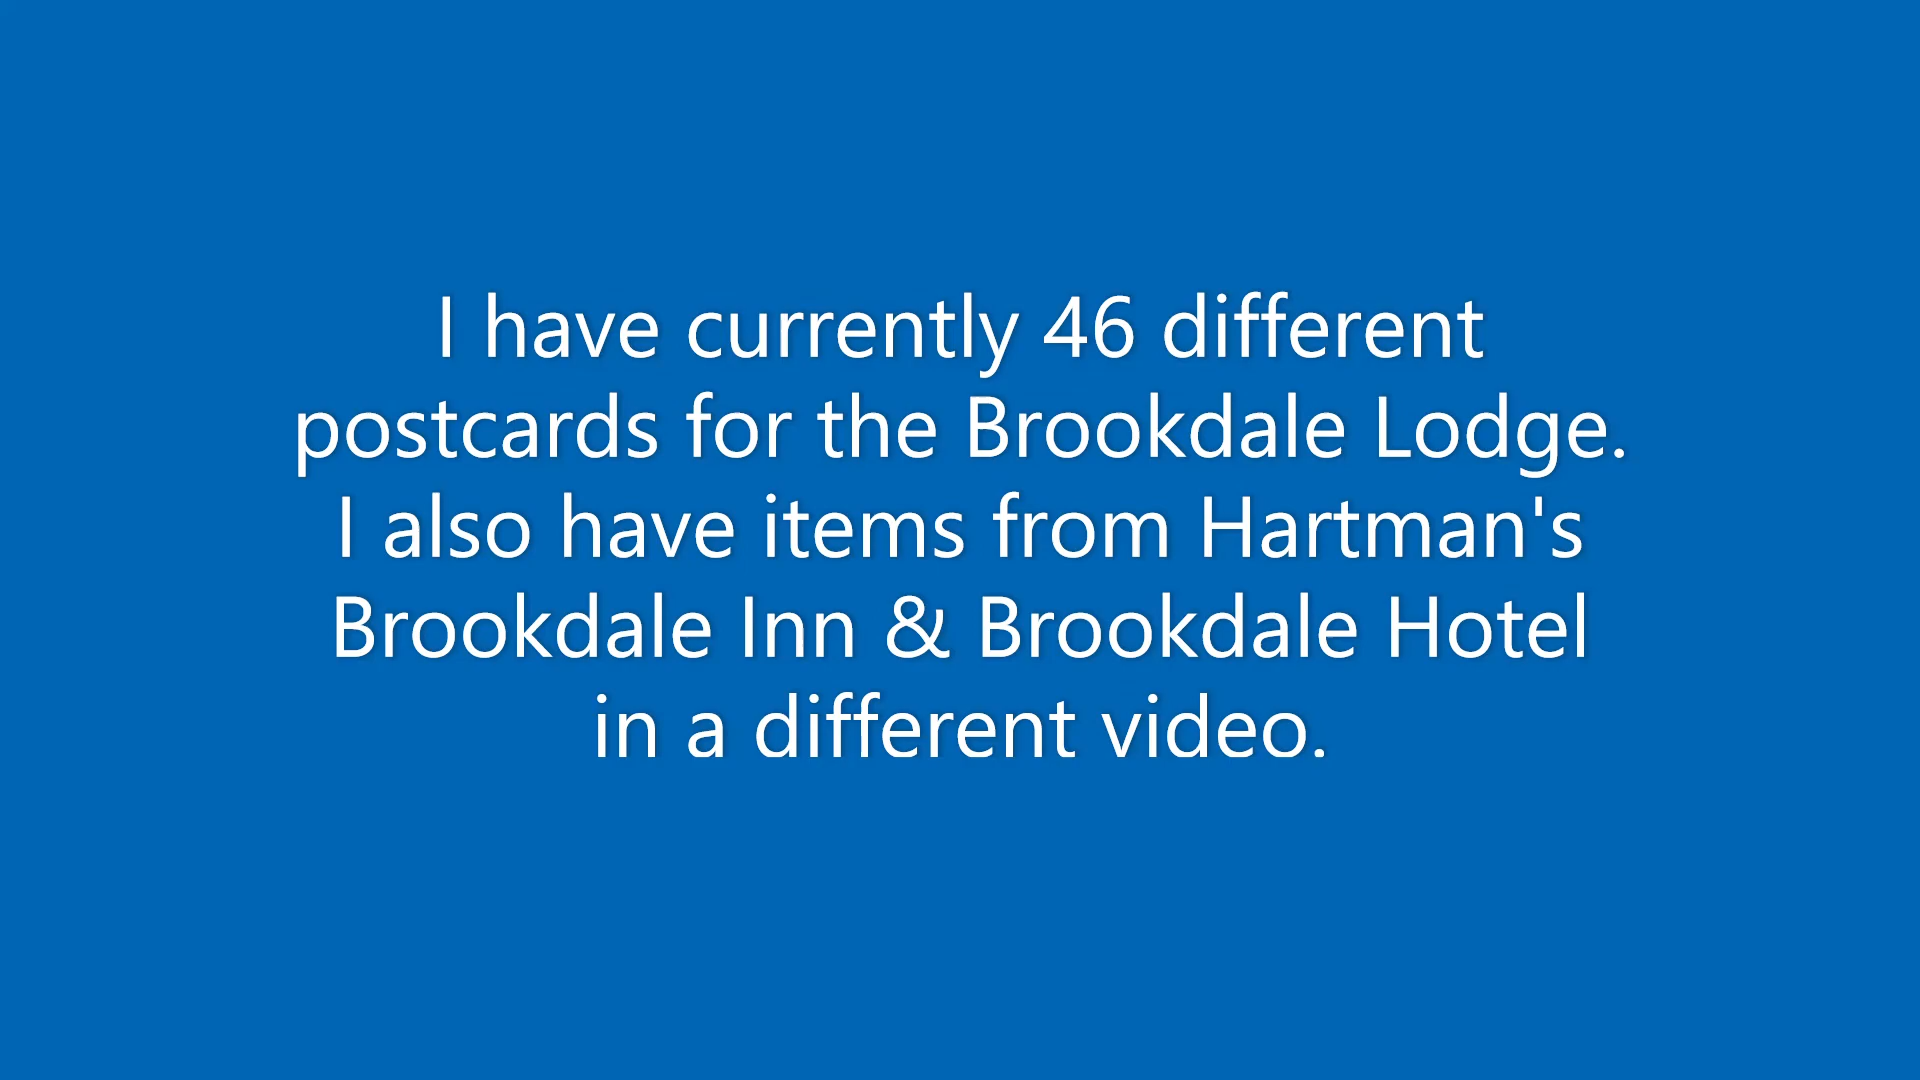 I have currently 46 different
postcards for the Brookdale Lodge.
I also have items from Hartman's
Brookdale Inn & Brookdale Hotel
in a different video.